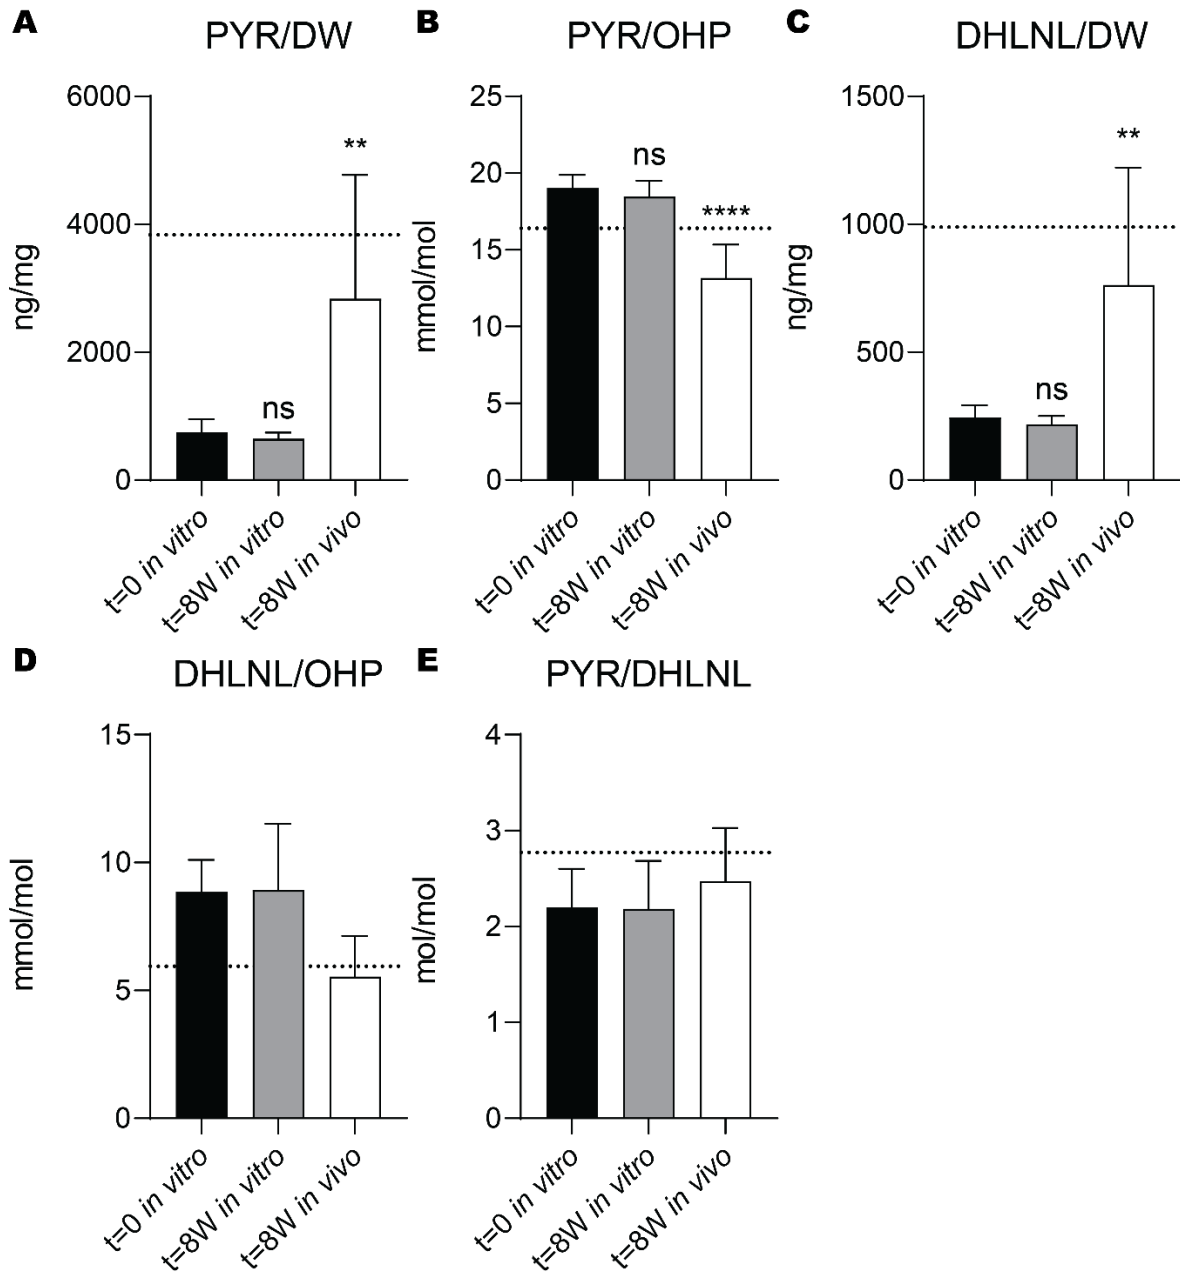 A
PYR/DW
6000
4000
2000
0
ng/mg
ns
**
t=0 in vitro
t=8W in vitro
t=8W in vivo
B
PYR/OHP
25
20
15
10
5
0
mmol/mol
ns
****
t=0 in vitro
t=8W in vitro
t=8W in vivo
C
DHLNL/DW
1500
1000
500
0
ng/mg
ns
**
t=0 in vitro
t=8W in vitro
t=8W in vivo
D
DHLNL/OHP
15
10
5
0
mmol/mol
t=0 in vitro
t=8W in vitro
t=8W in vivo
E
PYR/DHLNL
4
3
2
1
0
mol/mol
t=0 in vitro
t=8W in vitro
t=8W in vivo